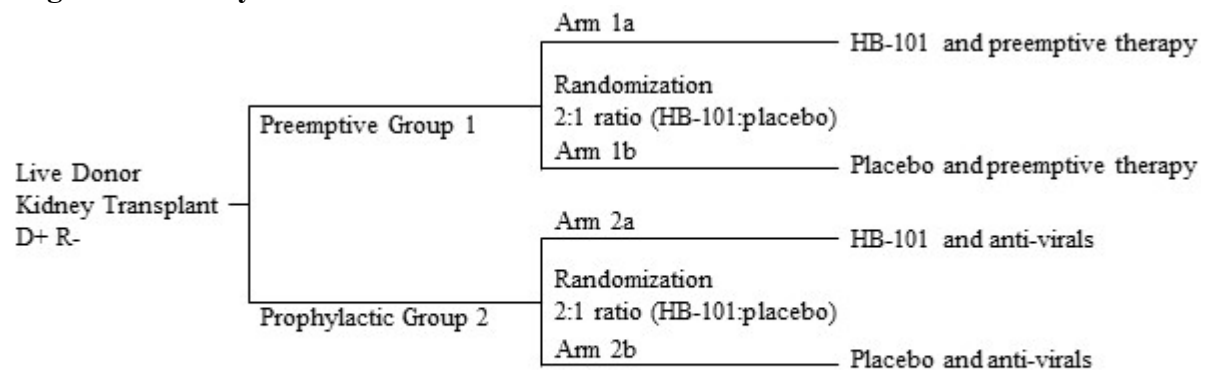 Arm 1a
HB-101 and preemptive therapy
Randomization
2:1 ratio (HB-101:placebo)
Preemptive Group 1
Arm 1b
Placebo and preemptive therapy
Live Donor
Kidney Transplant
D+ R-
Arm 2a
HB-101 and anti-virals
Randomization
2:1 ratio (HB-101:placebo)
Prophylactic Group 2
Arm 2b
Placebo and anti-virals